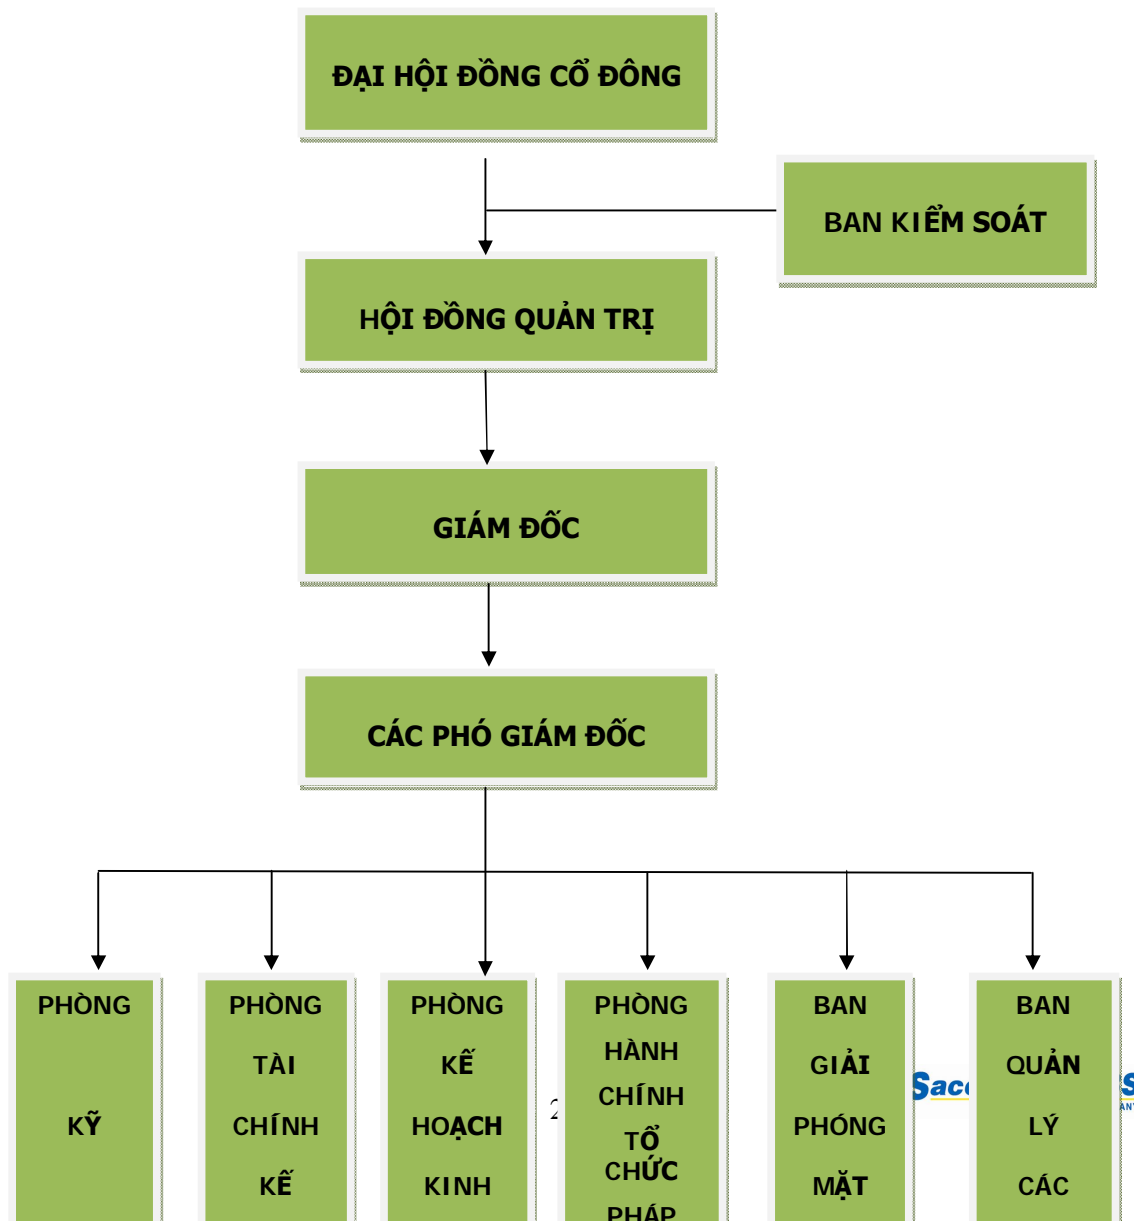 ĐẠI HỘI ĐỒNG CỔ ĐÔNG
BAN KIỂM SOÁT
HỘI ĐỒNG QUẢN TRỊ
GIÁM ĐỐC
CÁC PHÓ GIÁM ĐỐC
PHÒNG
KỸ
PHÒNG
TÀI
CHÍNH
KẾ
PHÒNG
KẾ
HOẠCH
KINH
PHÒNG
HÀNH
CHÍNH
TỔ
CHỨC
PHÁP
BAN
GIẢI
PHÓNG
MẶT
BAN
QUẢN
LÝ
CÁC